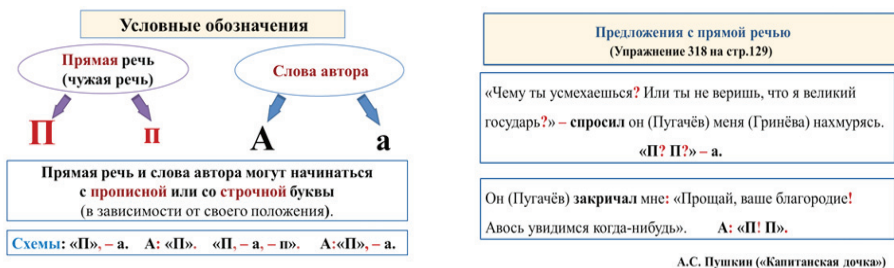 Условные обозначения
Прямая речь
(чужая речь)
Слова автора
П п А а
Прямая речь и слова автора могут начинаться
с прописной или со строчной буквы
(в зависимости от своего положения).
Схемы: «П», – а. А: «П». «П, – а, – п». А:«П», – а.
Предложения с прямой речью
(Упражнение 318 на стр.129)
«Чему ты усмехаешься? Или ты не веришь, что я великий
государь?» – спросил он (Пугачёв) меня (Гринёва) нахмурясь.
«П? П?» – а.
Он (Пугачёв) закричал мне: «Прощай, ваше благородие!
Авось увидимся когда-нибудь». А: «П! П».
А.С. Пушкин («Капитанская дочка»)